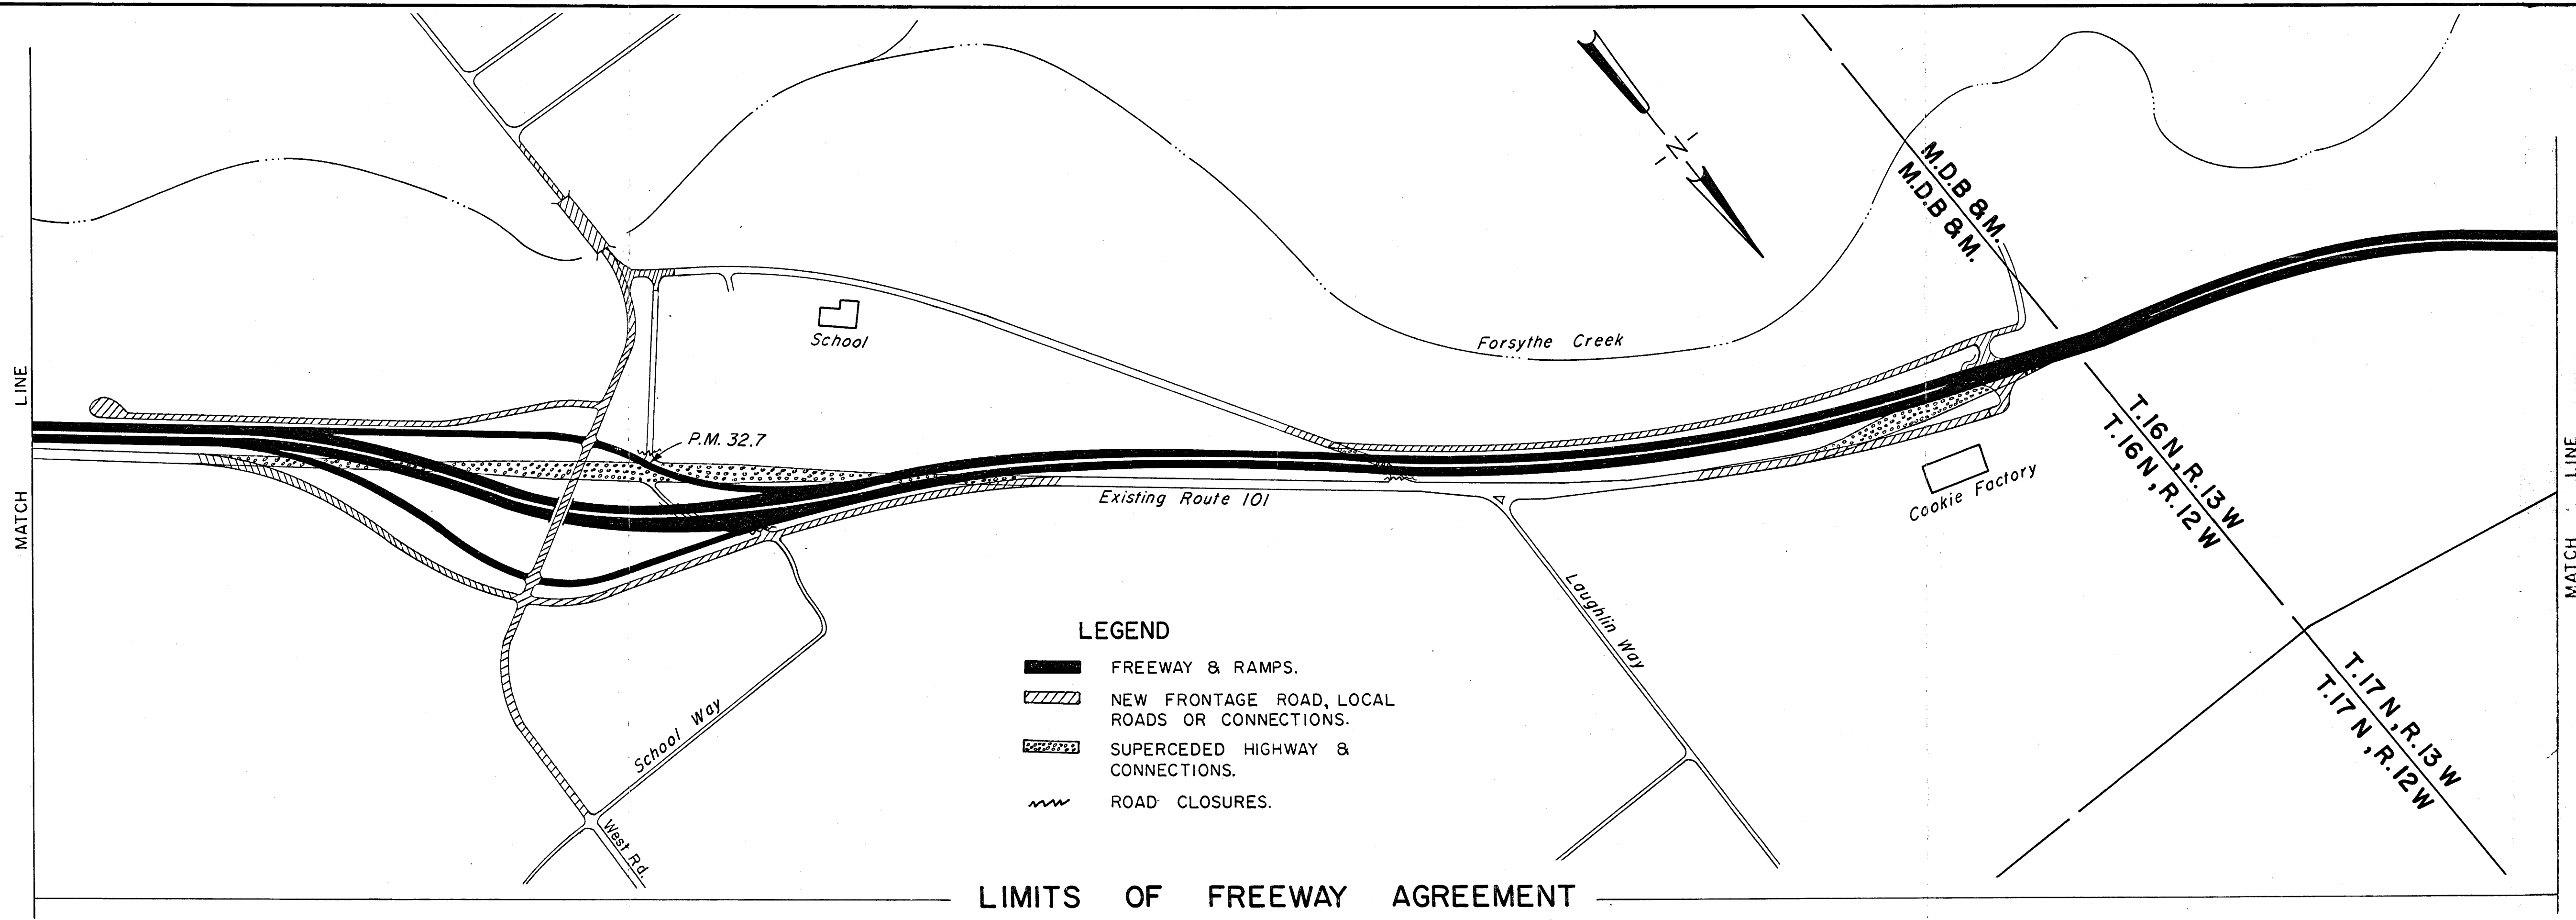 MATCH LINE
School
P.M. 32.7
Forsythe Creek
N
M.D.B & M.
M.D.B & M.
T.16 N, R.13 W
T.16 N, R.12 W
T.17 N, R.13 W
T.17 N, R.12 W
MATCH LINE
Existing Route 101
Cookie Factory
Laughlin Way
School Way
West Rd.
LEGEND
FREEWAY & RAMPS.
NEW FRONTAGE ROAD, LOCAL
ROADS OR CONNECTIONS.
SUPERCEDED HIGHWAY &
CONNECTIONS.
ROAD CLOSURES.
LIMITS OF FREEWAY AGREEMENT